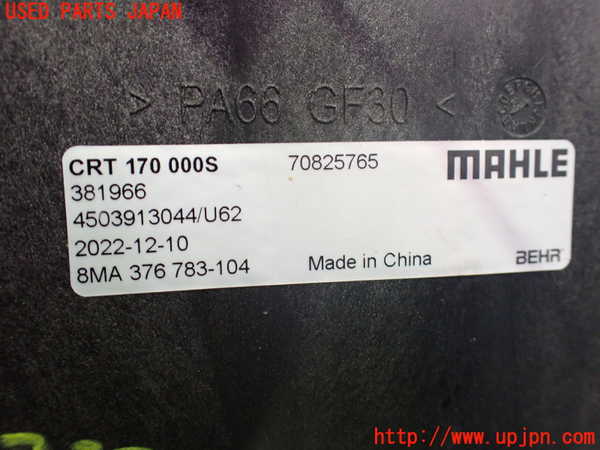 USED PARTS JAPAN
> PA66 GF30 <
CRT 170 000S 70825765 MAHLE
381966
4503913044/U62
2022-12-10
8MA 376 783-104 Made in China BEHR
http://www.upjpn.com/